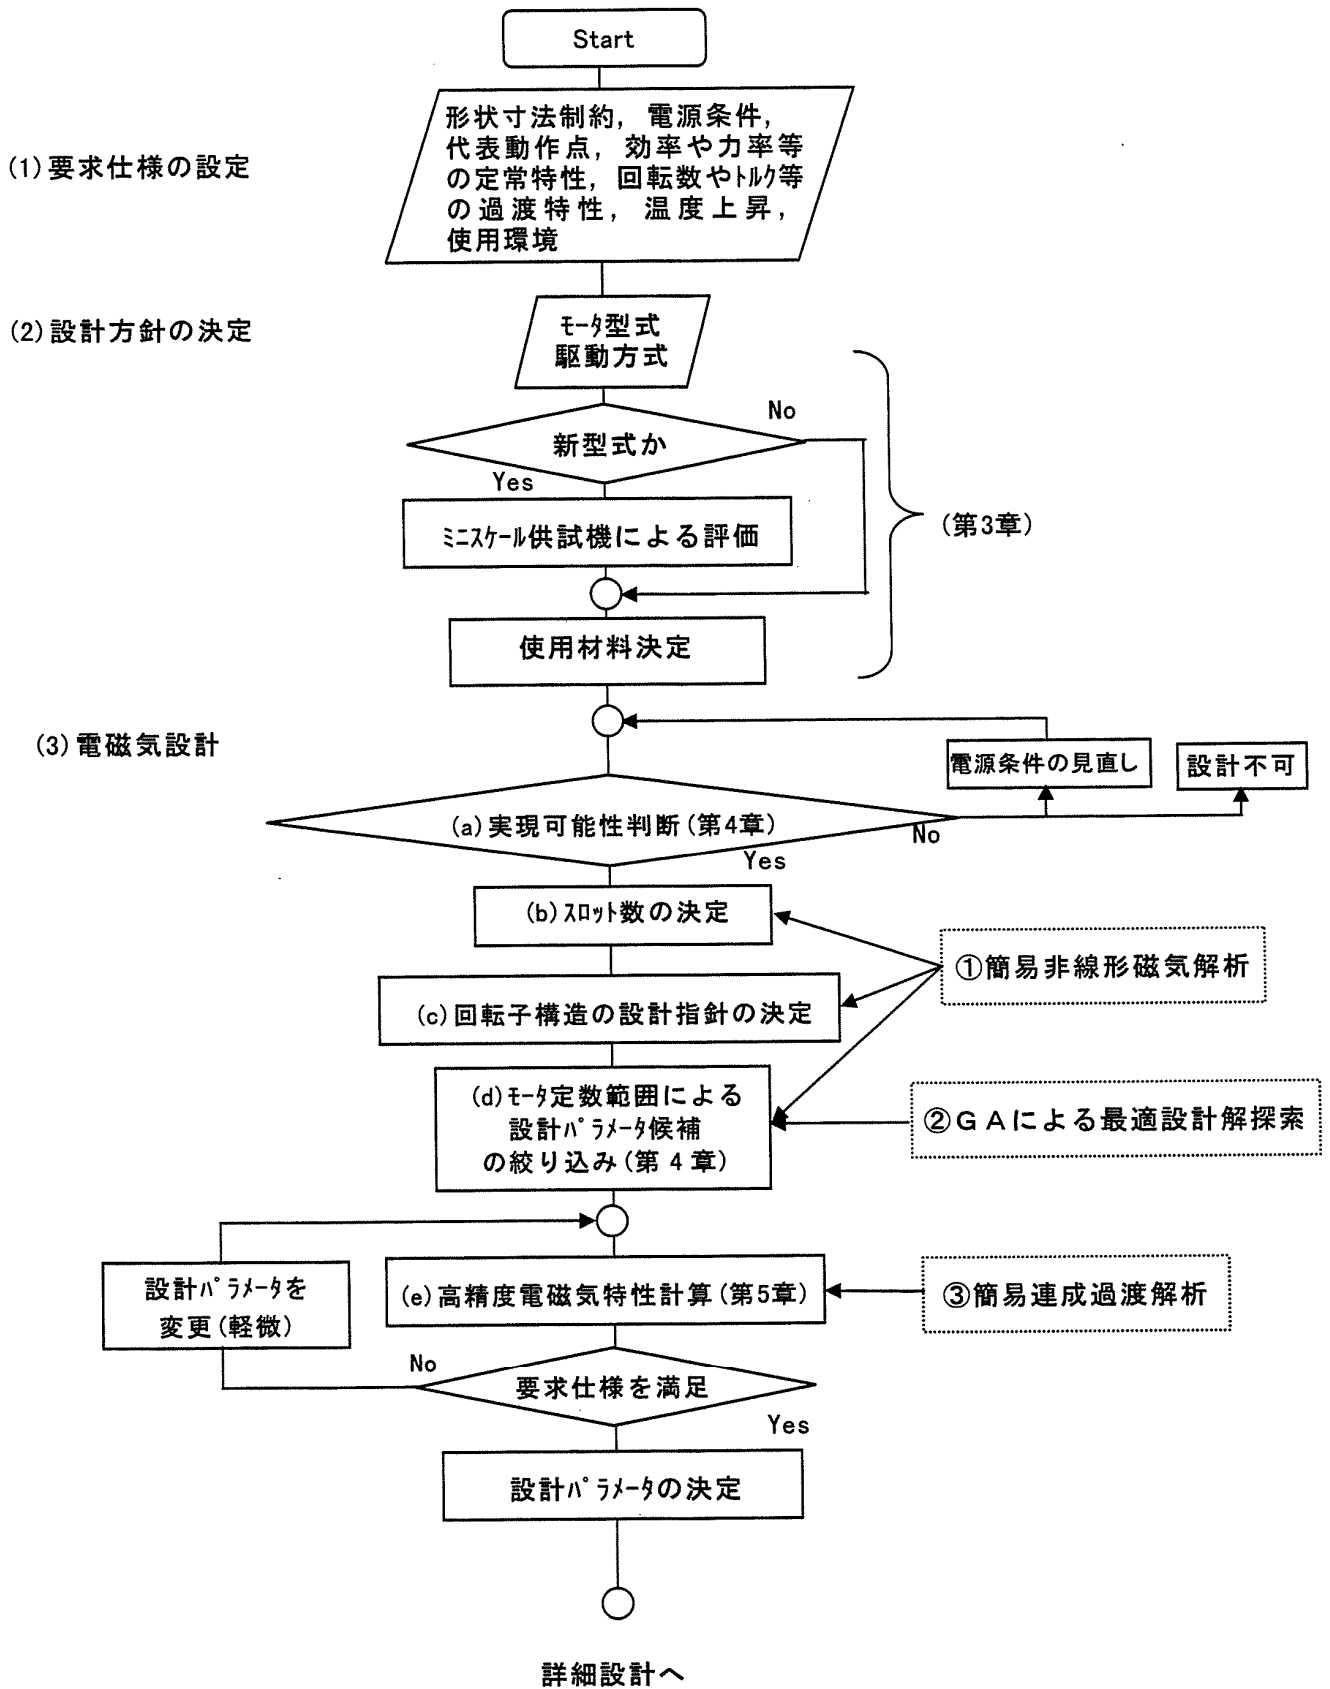 Start
(1)要求仕様の設定
形状寸法制約, 電源条件,
代表動作点, 効率や力率等
の定常特性, 回転数やﾄﾙｸ等
の過渡特性, 温度上昇,
使用環境
(2)設計方針の決定
ﾓｰﾀ型式
駆動方式
No
新型式か
Yes
ﾐﾆｽｹｰﾙ供試機による評価
(第3章)
使用材料決定
(3)電磁気設計
電源条件の見直し
設計不可
(a)実現可能性判断(第4章)
No
Yes
(b)ｽﾛｯﾄ数の決定
①簡易非線形磁気解析
(c)回転子構造の設計指針の決定
(d)ﾓｰﾀ定数範囲による
設計ﾊﾟﾗﾒｰﾀ候補
の絞り込み(第4章)
②GAによる最適設計解探索
設計ﾊﾟﾗﾒｰﾀを
変更(軽微)
(e)高精度電磁気特性計算(第5章)
③簡易連成過渡解析
No
要求仕様を満足
Yes
設計ﾊﾟﾗﾒｰﾀの決定
詳細設計へ